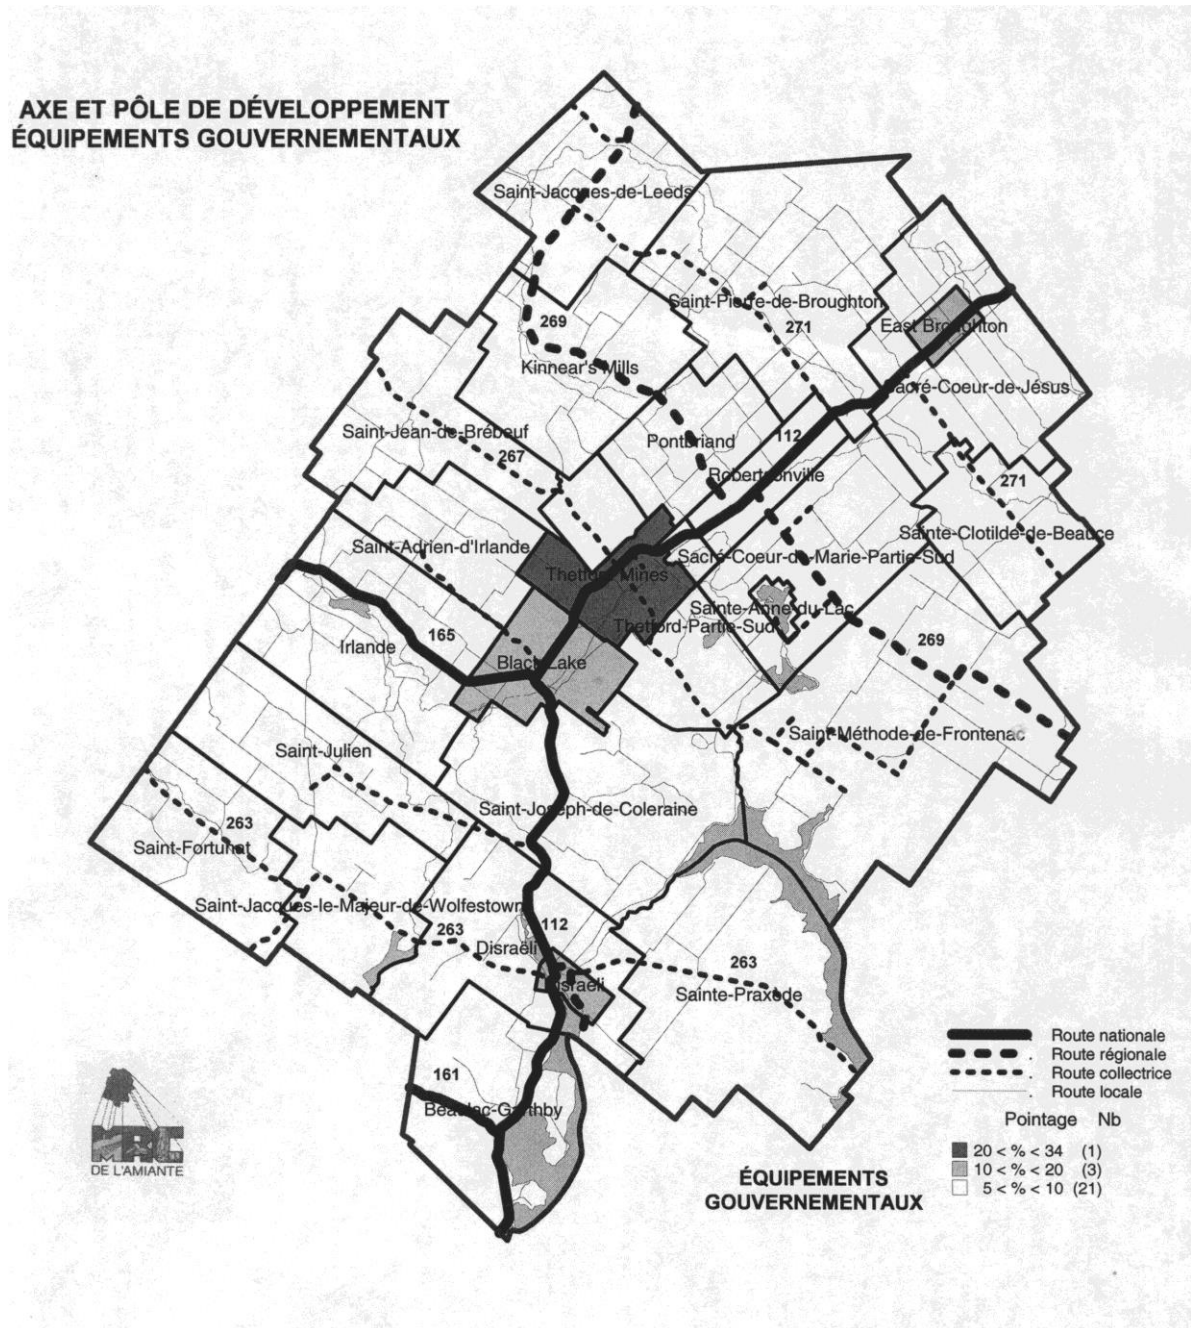 AXE ET PÔLE DE DÉVELOPPEMENT
ÉQUIPEMENTS GOUVERNEMENTAUX
Saint-Jacques-de-Leeds
Saint-Pierre-de-Broughton
269
271
East Broughton
Kinnear's Mills
Sacré-Coeur-de-Jésus
Saint-Jean-de-Brébeuf
Pontbriand
112
267
Robertsonville
271
Sainte-Clotilde-de-Beauce
Saint-Adrien-d'Irlande
Sacré-Coeur-de-Marie-Partie-Sud
Thetford Mines
Sainte-Anne-du-Lac
Thetford-Partie-Sud
165
269
Irlande
Black Lake
Saint-Méthode-de-Frontenac
Saint-Julien
Saint-Joseph-de-Coleraine
263
Saint-Fortunat
Saint-Jacques-le-Majeur-de-Wolfestown
263
112
Disraëli
263
Disraeli
Sainte-Praxède
Route nationale
Route régionale
Route collectrice
Route locale
161
Beaulac-Garthby
Pointage Nb
20 < % < 34 (1)
10 < % < 20 (3)
5 < % < 10 (21)
MRC
DE L'AMIANTE
ÉQUIPEMENTS
GOUVERNEMENTAUX